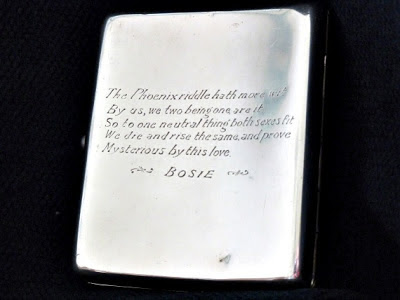 The Phoenix riddle hath more wit
By us, we two being one, are it.
So to one neutral thing both sexes fit
We die and rise the same, and prove
Mysterious by this love.
BOSIE